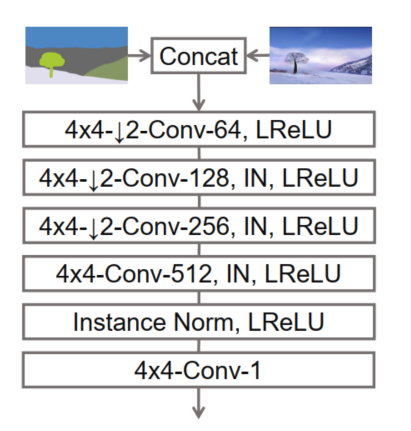 Concat
4x4-↓2-Conv-64, LReLU
4x4-↓2-Conv-128, IN, LReLU
4x4-↓2-Conv-256, IN, LReLU
4x4-Conv-512, IN, LReLU
Instance Norm, LReLU
4x4-Conv-1